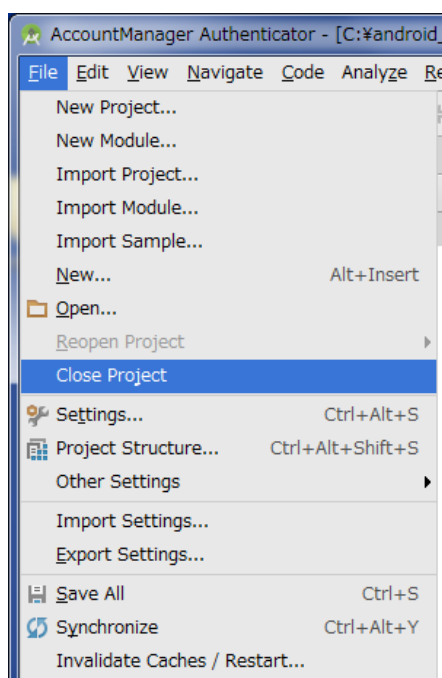 AccountManager Authenticator - [C:¥android_
File Edit View Navigate Code Analyze Re
New Project...
New Module...
Import Project...
Import Module...
Import Sample...
New... Alt+Insert
Open...
Reopen Project
Close Project
Settings... Ctrl+Alt+S
Project Structure... Ctrl+Alt+Shift+S
Other Settings
Import Settings...
Export Settings...
Save All Ctrl+S
Synchronize Ctrl+Alt+Y
Invalidate Caches / Restart...